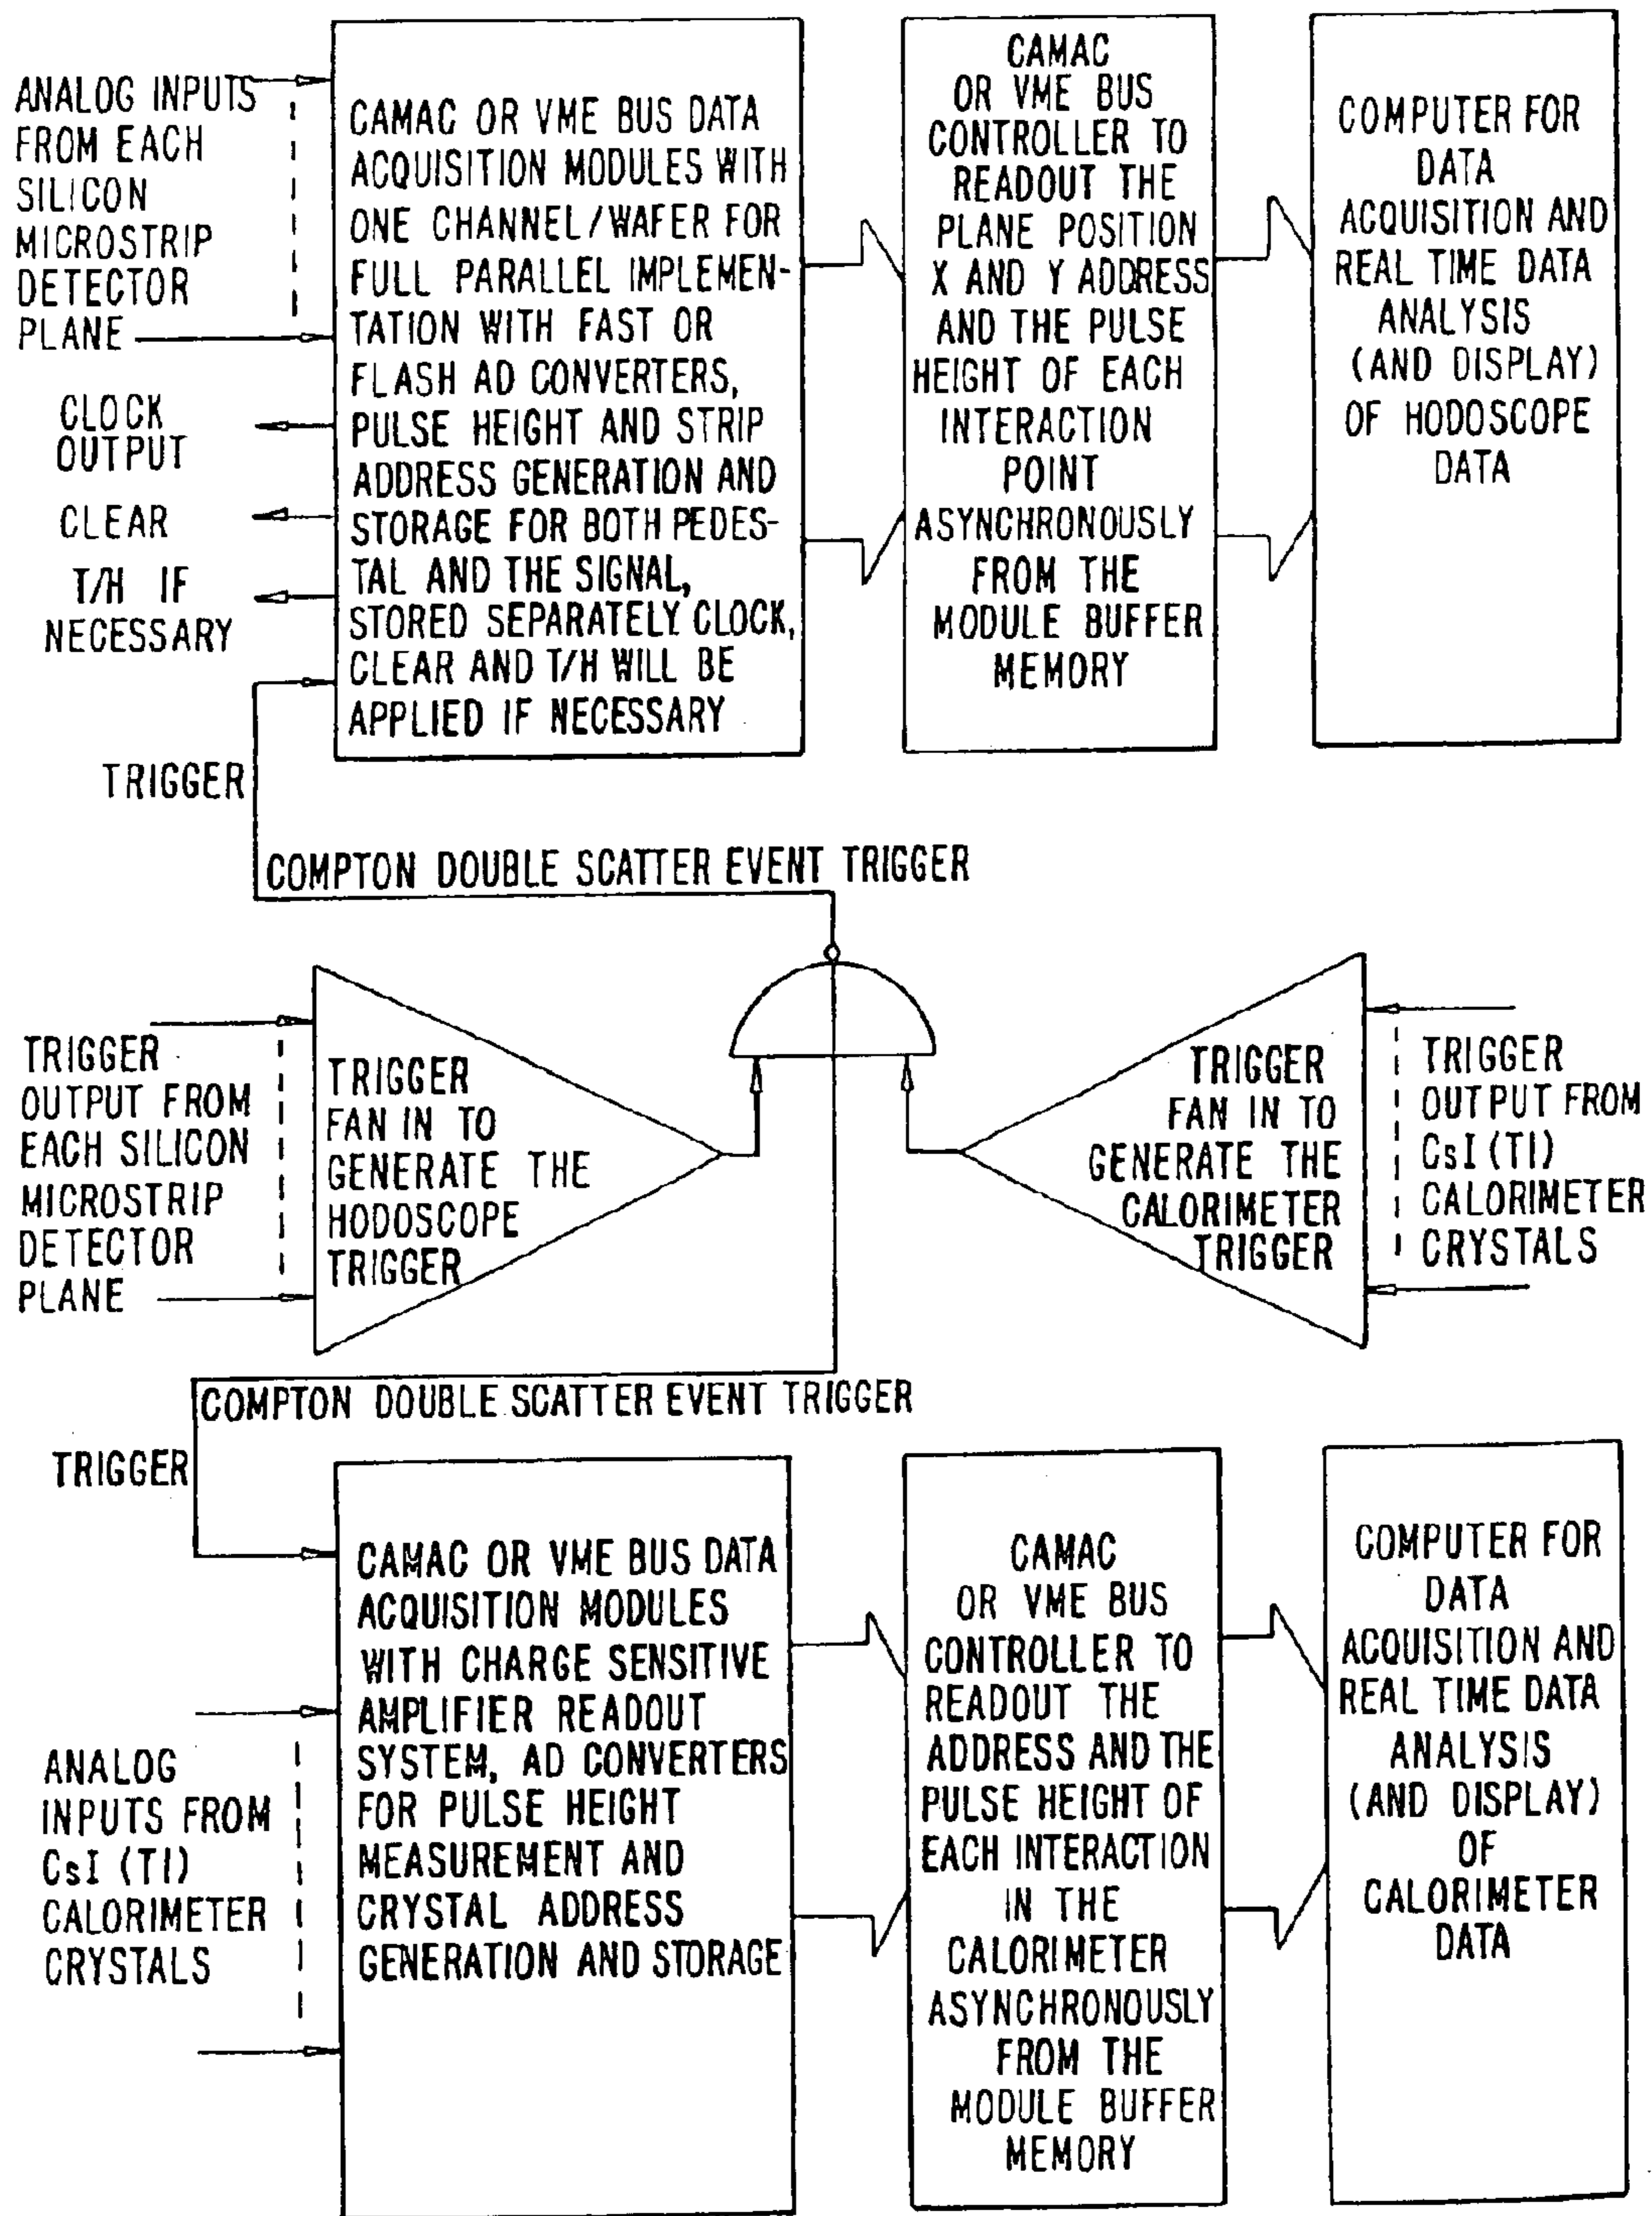 ANALOG INPUTS
FROM EACH
SILICON
MICROSTRIP
DETECTOR
PLANE
CLOCK
OUTPUT
CLEAR
T/H IF
NECESSARY
TRIGGER
CAMAC OR VME BUS DATA
ACQUISITION MODULES WITH
ONE CHANNEL/WAFER FOR
FULL PARALLEL IMPLEMEN-
TATION WITH FAST OR
FLASH AD CONVERTERS,
PULSE HEIGHT AND STRIP
ADDRESS GENERATION AND
STORAGE FOR BOTH PEDES-
TAL AND THE SIGNAL,
STORED SEPARATELY. CLOCK,
CLEAR AND T/H WILL BE
APPLIED IF NECESSARY
CAMAC
OR VME BUS
CONTROLLER TO
READOUT THE
PLANE POSITION
X AND Y ADDRESS
AND THE PULSE
HEIGHT OF EACH
INTERACTION
POINT
ASYNCHRONOUSLY
FROM THE
MODULE BUFFER
MEMORY
COMPUTER FOR
DATA
ACQUISITION AND
REAL TIME DATA
ANALYSIS
(AND DISPLAY)
OF HODOSCOPE
DATA
COMPTON DOUBLE SCATTER EVENT TRIGGER
TRIGGER
OUTPUT FROM
EACH SILICON
MICROSTRIP
DETECTOR
PLANE
TRIGGER
FAN IN TO
GENERATE THE
HODOSCOPE
TRIGGER
TRIGGER
FAN IN TO
GENERATE THE
CALORIMETER
TRIGGER
TRIGGER
OUTPUT FROM
CsI (Tl)
CALORIMETER
CRYSTALS
COMPTON DOUBLE SCATTER EVENT TRIGGER
TRIGGER
ANALOG
INPUTS FROM
CsI (Tl)
CALORIMETER
CRYSTALS
CAMAC OR VME BUS DATA
ACQUISITION MODULES
WITH CHARGE SENSITIVE
AMPLIFIER READOUT
SYSTEM, AD CONVERTERS
FOR PULSE HEIGHT
MEASUREMENT AND
CRYSTAL ADDRESS
GENERATION AND STORAGE
CAMAC
OR VME BUS
CONTROLLER TO
READOUT THE
ADDRESS AND THE
PULSE HEIGHT OF
EACH INTERACTION
IN THE
CALORIMETER
ASYNCHRONOUSLY
FROM THE
MODULE BUFFER
MEMORY
COMPUTER FOR
DATA
ACQUISITION AND
REAL TIME DATA
ANALYSIS
(AND DISPLAY)
OF
CALORIMETER
DATA